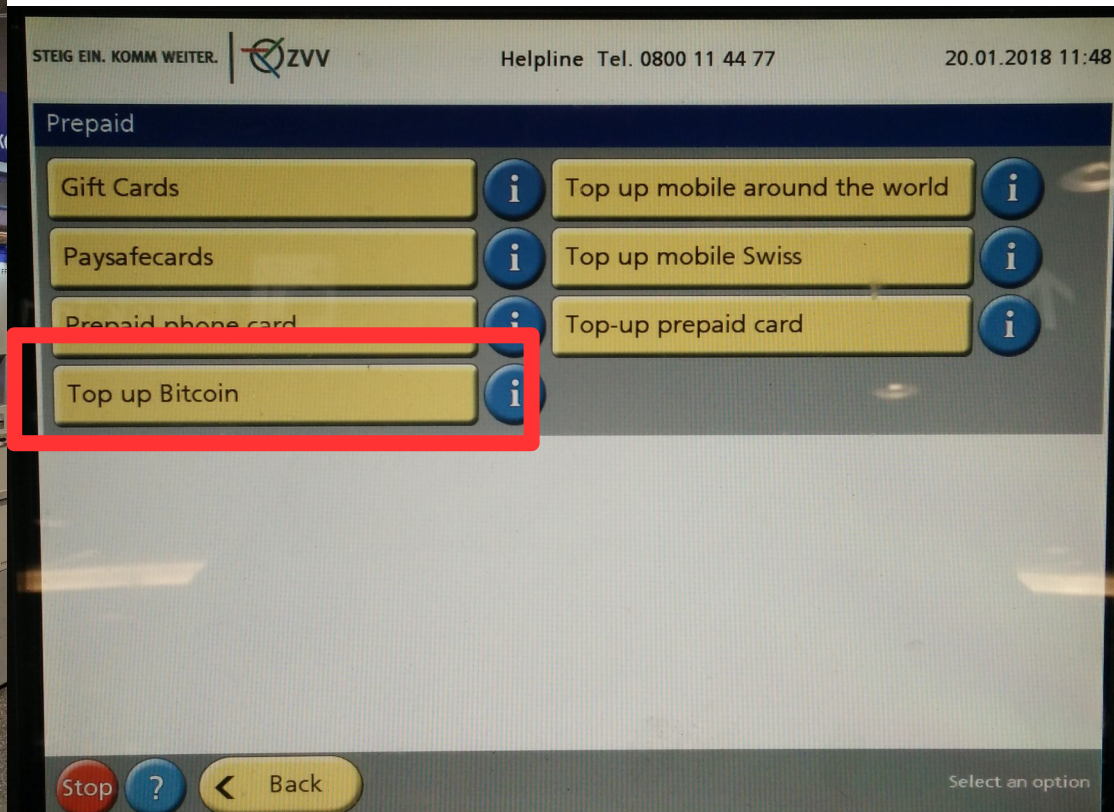 STEIG EIN. KOMM WEITER. ZVV Helpline Tel. 0800 11 44 77 20.01.2018 11:48
Prepaid
Gift Cards i Top up mobile around the world i
Paysafecards i Top up mobile Swiss i
Prepaid phone card i Top-up prepaid card i
Top up Bitcoin i
Stop ? Back Select an option